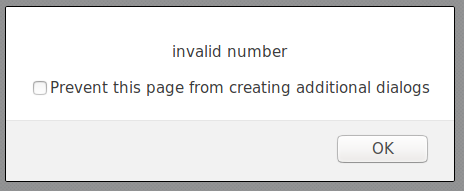 invalid number
Prevent this page from creating additional dialogs
OK